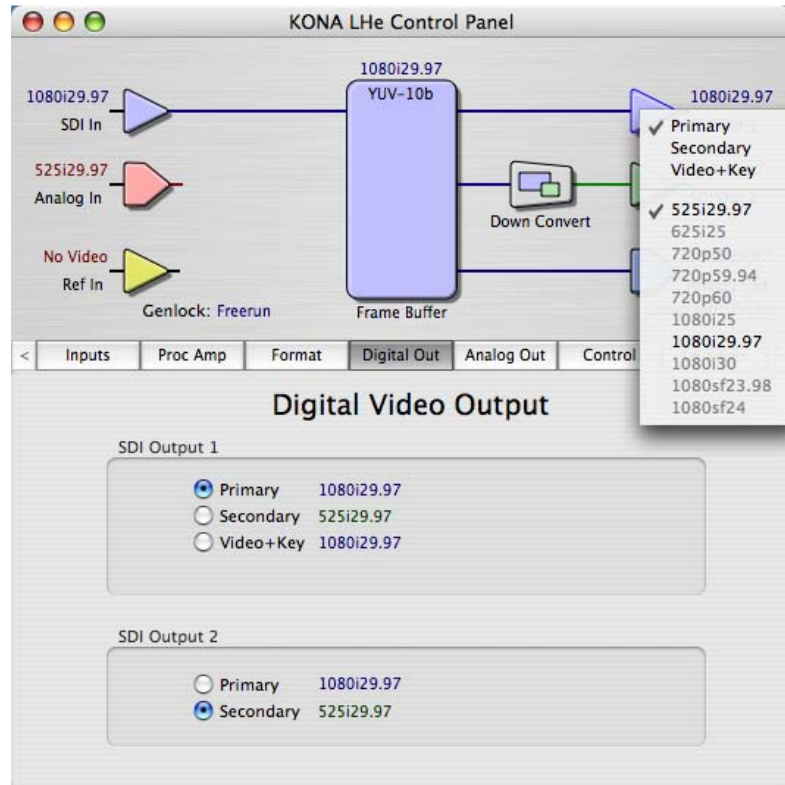 KONA LHe Control Panel
1080i29.97
YUV-10b
1080i29.97
SDI In
1080i29.97
525i29.97
Analog In
Down Convert
No Video
Ref In
Genlock: Freerun
Frame Buffer
✓ Primary
Secondary
Video+Key
✓ 525i29.97
625i25
720p50
720p59.94
720p60
1080i25
1080i29.97
1080i30
1080sf23.98
1080sf24
< Inputs Proc Amp Format Digital Out Analog Out Control
Digital Video Output
SDI Output 1
Primary 1080i29.97
Secondary 525i29.97
Video+Key 1080i29.97
SDI Output 2
Primary 1080i29.97
Secondary 525i29.97